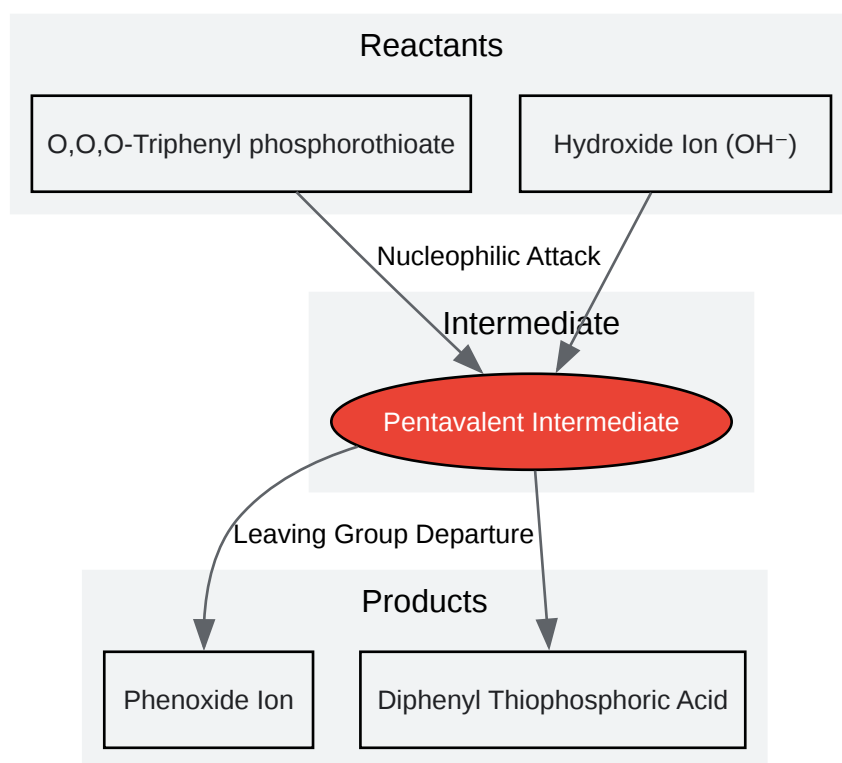 Reactants
O,O,O-Triphenyl phosphorothioate
Hydroxide Ion (OH⁻)
Nucleophilic Attack
Intermediate
Pentavalent Intermediate
Leaving Group Departure
Products
Phenoxide Ion
Diphenyl Thiophosphoric Acid